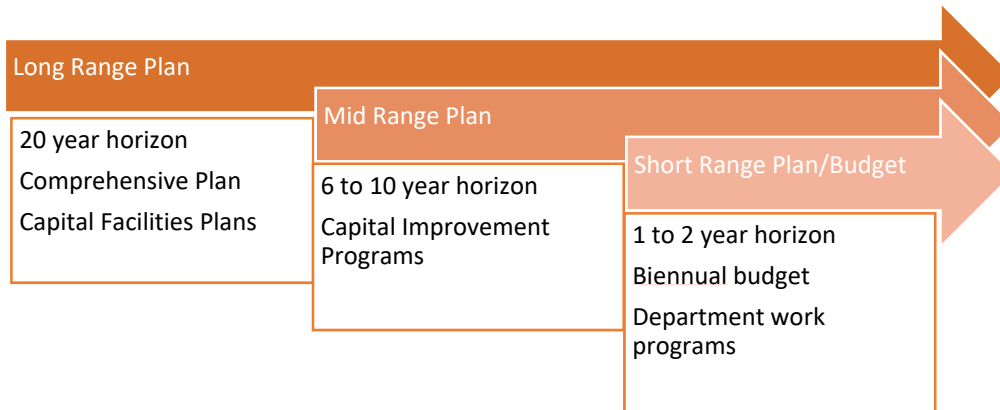 Long Range Plan
20 year horizon
Comprehensive Plan
Capital Facilities Plans
Mid Range Plan
6 to 10 year horizon
Capital Improvement
Programs
Short Range Plan/Budget
1 to 2 year horizon
Biennual budget
Department work
programs